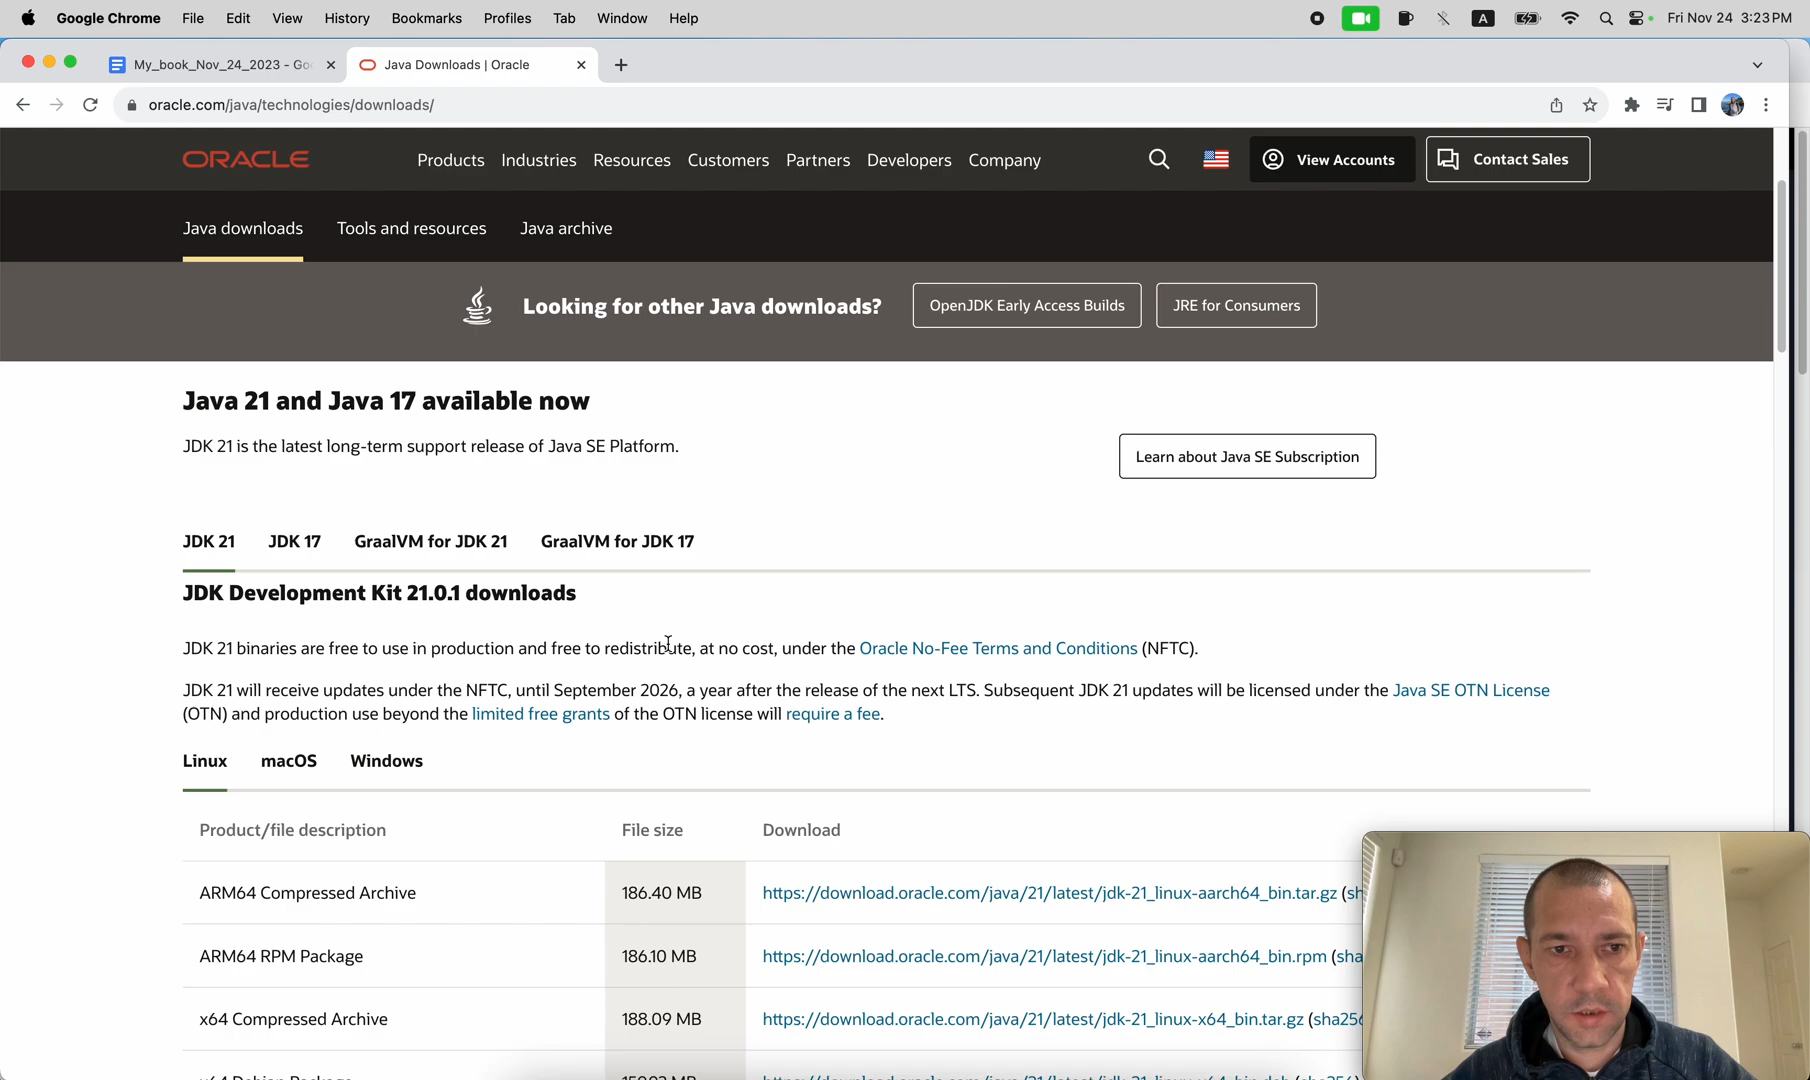 Google Chrome File Edit View History Bookmarks Profiles Tab Window Help A Fri Nov 24 3:23 PM
My_book_Nov_24_2023 - Go Java Downloads | Oracle
oracle.com/java/technologies/downloads/
ORACLE Products Industries Resources Customers Partners Developers Company View Accounts Contact Sales
Java downloads Tools and resources Java archive
Looking for other Java downloads? OpenJDK Early Access Builds JRE for Consumers
Java 21 and Java 17 available now
JDK 21 is the latest long-term support release of Java SE Platform.
Learn about Java SE Subscription
JDK 21 JDK 17 GraalVM for JDK 21 GraalVM for JDK 17
JDK Development Kit 21.0.1 downloads
JDK 21 binaries are free to use in production and free to redistribute, at no cost, under the Oracle No-Fee Terms and Conditions (NFTC).
JDK 21 will receive updates under the NFTC, until September 2026, a year after the release of the next LTS. Subsequent JDK 21 updates will be licensed under the Java SE OTN License
(OTN) and production use beyond the limited free grants of the OTN license will require a fee.
Linux macOS Windows
Product/file description File size Download
ARM64 Compressed Archive 186.40 MB https://download.oracle.com/java/21/latest/jdk-21_linux-aarch64_bin.tar.gz (sh
ARM64 RPM Package 186.10 MB https://download.oracle.com/java/21/latest/jdk-21_linux-aarch64_bin.rpm (sha
x64 Compressed Archive 188.09 MB https://download.oracle.com/java/21/latest/jdk-21_linux-x64_bin.tar.gz (sha256